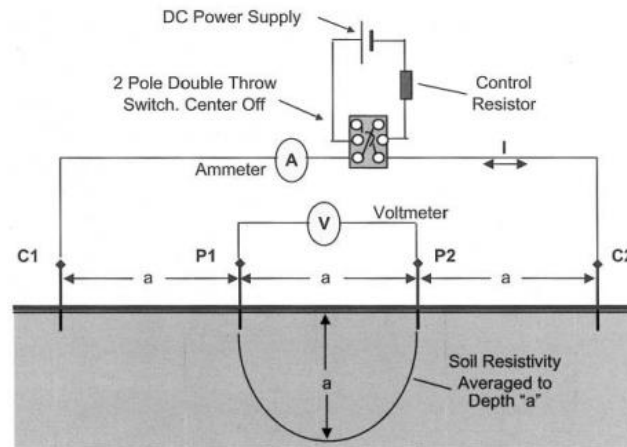 DC Power Supply
2 Pole Double Throw
Switch. Center Off
Control
Resistor
Ammeter
A
I
V
Voltmeter
C1
P1
P2
C2
a
a
a
a
Soil Resistivity
Averaged to
Depth "a"